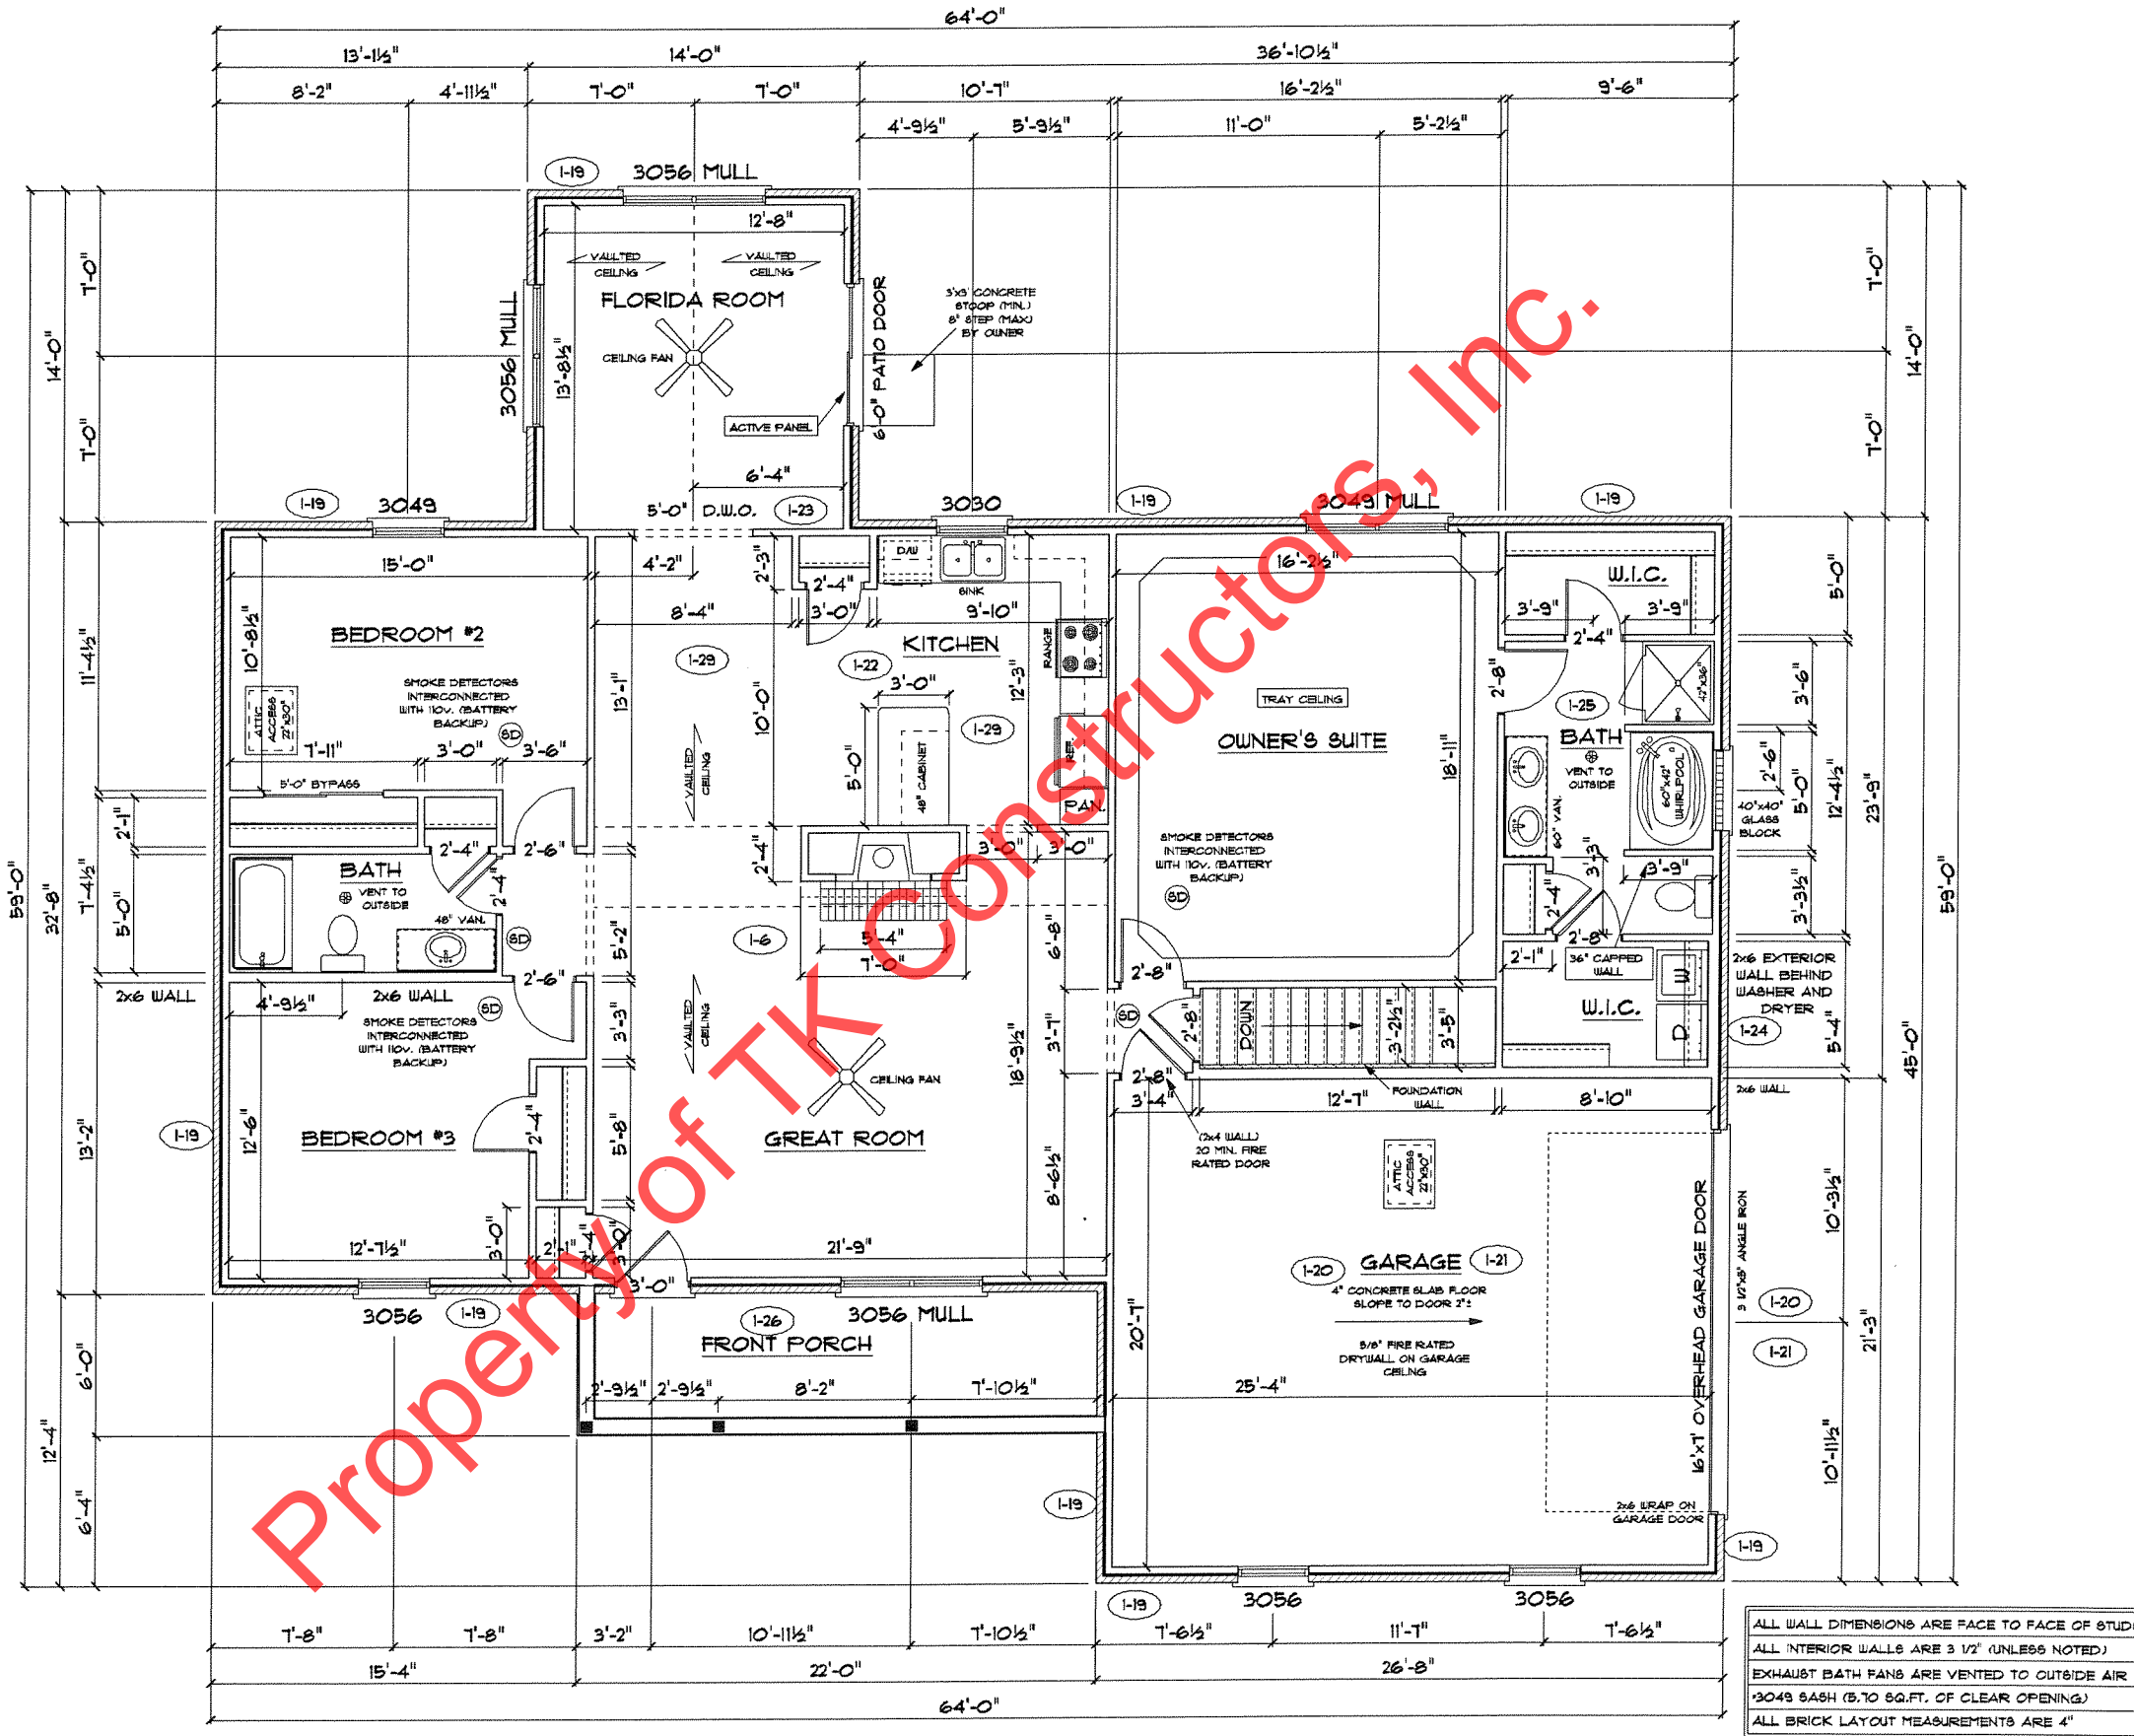 64'-0"
13'-1½" 14'-0" 36'-10½"
8'-2" 4'-11½" 7'-0" 7'-0" 10'-7" 16'-2½" 9'-6"
4'-9½" 5'-9½" 11'-0" 5'-2½"
1-19 3056 MULL
12'-8"
VAULTED CEILING
VAULTED CEILING
FLORIDA ROOM
CEILING FAN
13'-8½"
3056 MULL
6'-0" PATIO DOOR
3'x3' CONCRETE
STOOP (MIN.)
8" STEP (MAX)
BY OWNER
ACTIVE PANEL
6'-4"
5'-0" D.W.O. 1-23
7'-0"
14'-0"
7'-0"
7'-0"
14'-0"
7'-0"
1-19 3049
3030 1-19 3049 MULL 1-19
15'-0" 4'-2" 2'-3" 2'-4" D/W SINK 16'-2½" W.I.C.
8'-4" 3'-0" 9'-10" 3'-9" 3'-9"
2'-4"
BEDROOM #2
10'-8½"
SMOKE DETECTORS
INTERCONNECTED
WITH 110V. (BATTERY
BACKUP)
SD
ATTIC
ACCESS
22"x30"
7'-11" 3'-0" 3'-6"
5'-0" BYPASS
1-29
13'-1"
VAULTED
CEILING
10'-0"
1-22
KITCHEN
3'-0"
12'-3"
RANGE
1-29
5'-0"
48" CABINET
REF.
PAN.
TRAY CEILING
OWNER'S SUITE
18'-11"
SMOKE DETECTORS
INTERCONNECTED
WITH 110V. (BATTERY
BACKUP)
SD
2'-8"
1-25
BATH
VENT TO
OUTSIDE
42"x36"
60"x42"
WHIRLPOOL
60" VAN.
40"x40"
GLASS
BLOCK
5'-0"
3'-6"
2'-6"
5'-0"
12'-4½"
23'-9"
3'-3½"
5'-4"
45'-0"
59'-0"
11'-4½"
2'-1"
7'-4½"
5'-0"
32'-8"
59'-0"
13'-2"
2'-4" 2'-6"
BATH
VENT TO
OUTSIDE
48" VAN.
2'-4"
SD
5'-2"
2'-6"
2'-4"
3'-0" 3'-0"
1-6
5'-4"
7'-0"
6'-8"
2'-8"
3'-3"
3'-9"
2'-4"
2'-8"
2'-1"
36" CAPPED
WALL
W
D
W.I.C.
2x6 EXTERIOR
WALL BEHIND
WASHER AND
DRYER
1-24
2x6 WALL
2x6 WALL 4'-9½" 2x6 WALL
SD
SMOKE DETECTORS
INTERCONNECTED
WITH 110V. (BATTERY
BACKUP)
3'-3"
VAULTED
CEILING
CEILING FAN
18'-9½"
3'-7"
SD
2'-8"
DOWN
3'-2½"
3'-5"
2'-8"
3'-4" 12'-7" 8'-10"
FOUNDATION
WALL
(2x4 WALL)
20 MIN. FIRE
RATED DOOR
1-19
12'-6"
BEDROOM #3
2'-4"
5'-8"
GREAT ROOM
8'-6½"
ATTIC
ACCESS
22"x30"
12'-7½" 3'-0" 2'-1" 2'-4" 3'-0" 21'-9"
3'-0"
1-20 GARAGE 1-21
4" CONCRETE SLAB FLOOR
SLOPE TO DOOR 2"±
5/8" FIRE RATED
DRYWALL ON GARAGE
CEILING
20'-7"
25'-4"
16'x7' OVERHEAD GARAGE DOOR
3 1/2"x5" ANGLE IRON
10'-3½"
1-20
1-21
21'-3"
10'-11½"
2x6 WRAP ON
GARAGE DOOR
1-19
3056 1-19 1-26 3056 MULL
FRONT PORCH
2'-9½" 2'-9½" 8'-2" 7'-10½"
6'-0"
12'-4"
6'-4"
1-19
1-19 3056 3056
7'-8" 7'-8" 3'-2" 10'-11½" 7'-10½" 7'-6½" 11'-7" 7'-6½"
15'-4" 22'-0" 26'-8"
64'-0"
ALL WALL DIMENSIONS ARE FACE TO FACE OF STUD
ALL INTERIOR WALLS ARE 3 1/2" (UNLESS NOTED)
EXHAUST BATH FANS ARE VENTED TO OUTSIDE AIR
*3049 SASH (5.70 SQ.FT. OF CLEAR OPENING)
ALL BRICK LAYOUT MEASUREMENTS ARE 4"
Property of TK Constructors, Inc.